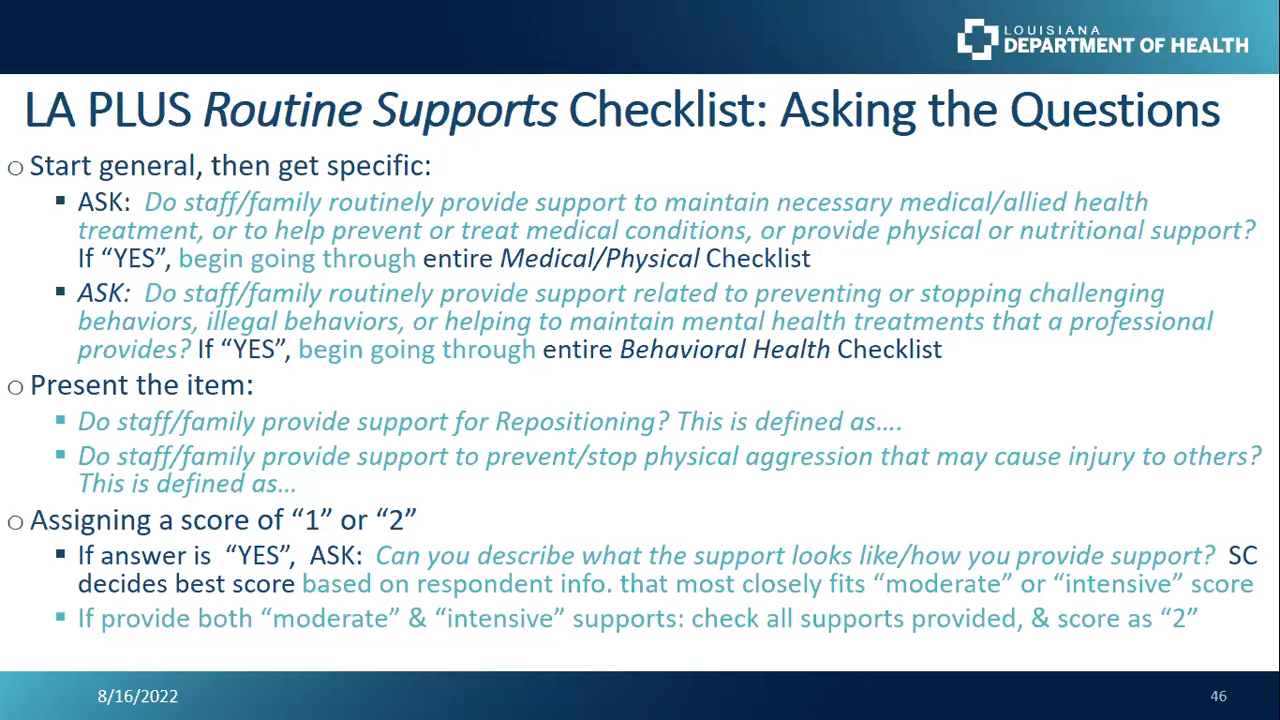 LOUISIANA
DEPARTMENT OF HEALTH
LA PLUS Routine Supports Checklist: Asking the Questions
o Start general, then get specific:
▪ ASK: Do staff/family routinely provide support to maintain necessary medical/allied health
treatment, or to help prevent or treat medical conditions, or provide physical or nutritional support?
If “YES”, begin going through entire Medical/Physical Checklist
▪ ASK: Do staff/family routinely provide support related to preventing or stopping challenging
behaviors, illegal behaviors, or helping to maintain mental health treatments that a professional
provides? If “YES”, begin going through entire Behavioral Health Checklist
o Present the item:
▪ Do staff/family provide support for Repositioning? This is defined as….
▪ Do staff/family provide support to prevent/stop physical aggression that may cause injury to others?
This is defined as…
o Assigning a score of “1” or “2”
▪ If answer is “YES”, ASK: Can you describe what the support looks like/how you provide support? SC
decides best score based on respondent info. that most closely fits “moderate” or “intensive” score
▪ If provide both “moderate” & “intensive” supports: check all supports provided, & score as “2”
8/16/2022
46